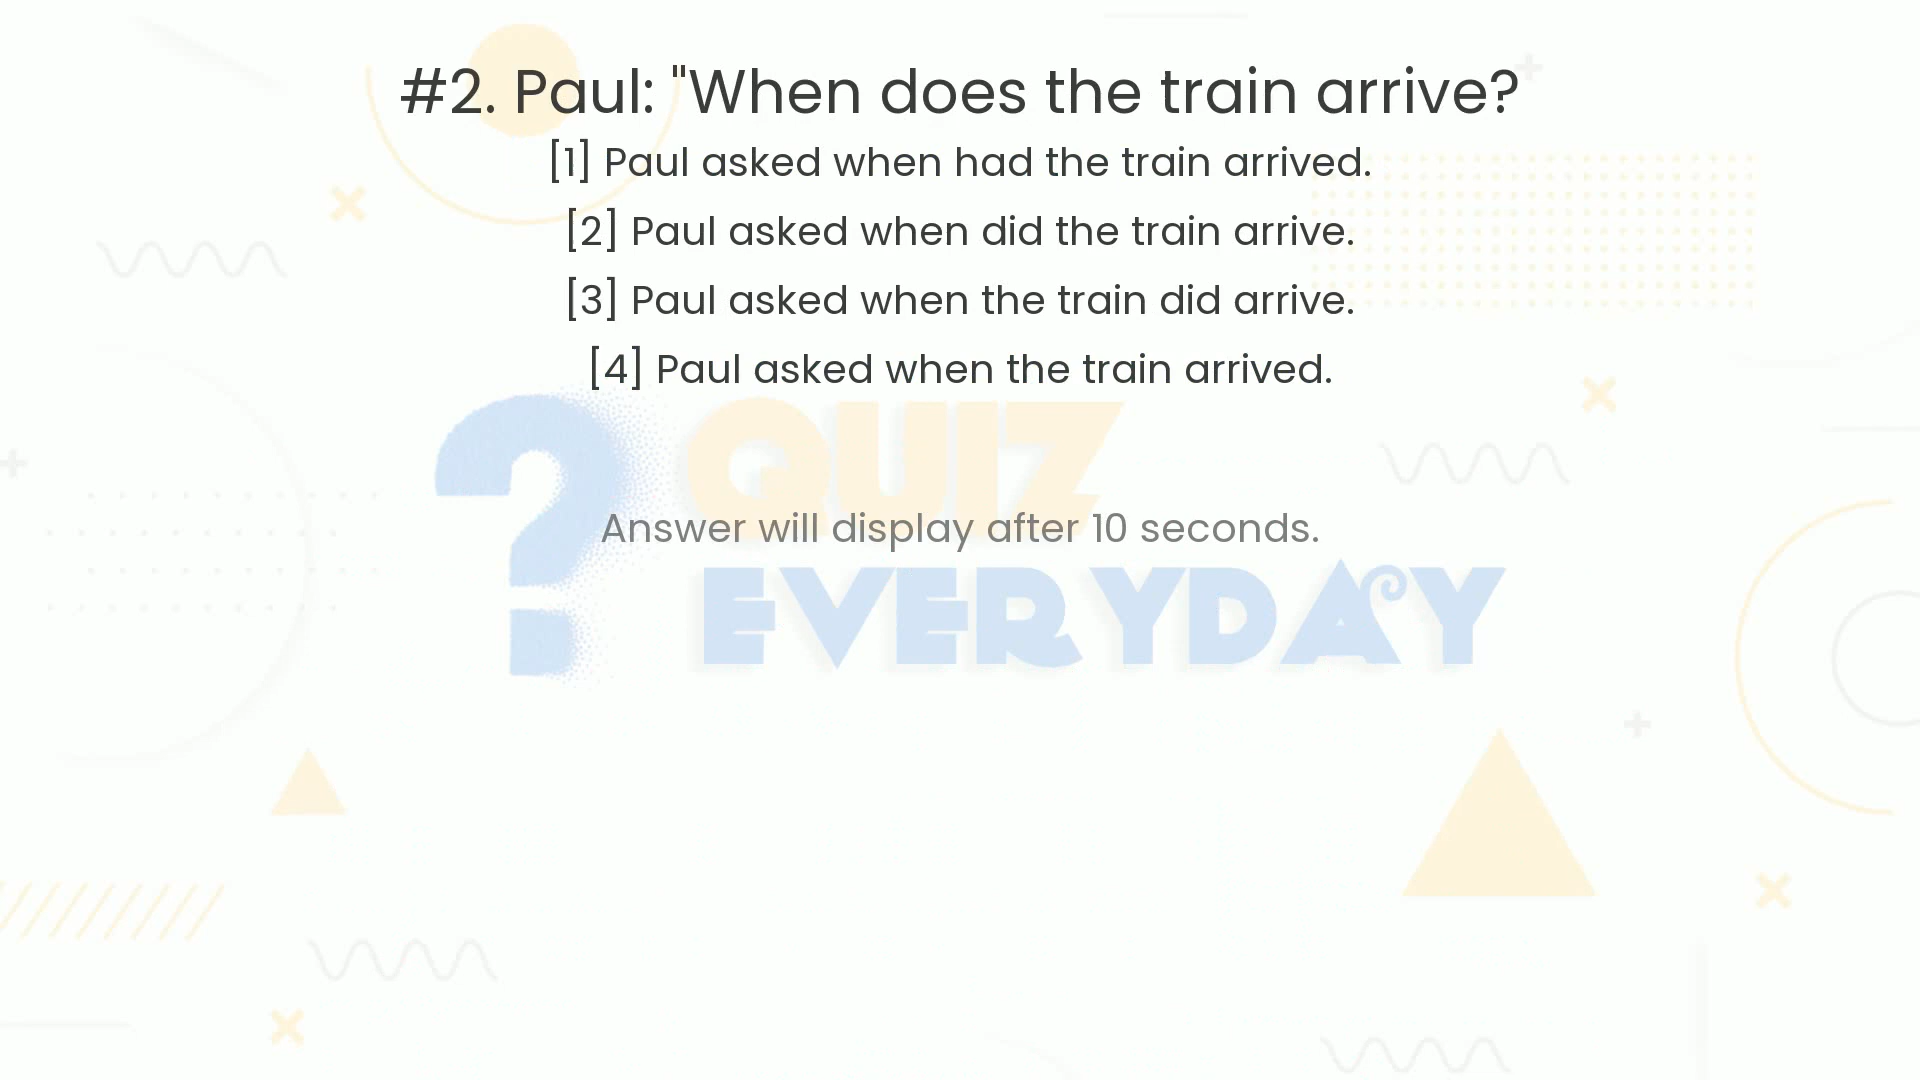 #2. Paul: "When does the train arrive?
[1] Paul asked when had the train arrived.
[2] Paul asked when did the train arrive.
[3] Paul asked when the train did arrive.
[4] Paul asked when the train arrived.
? QUIZ
Answer will display after 10 seconds.
EVERYDAY